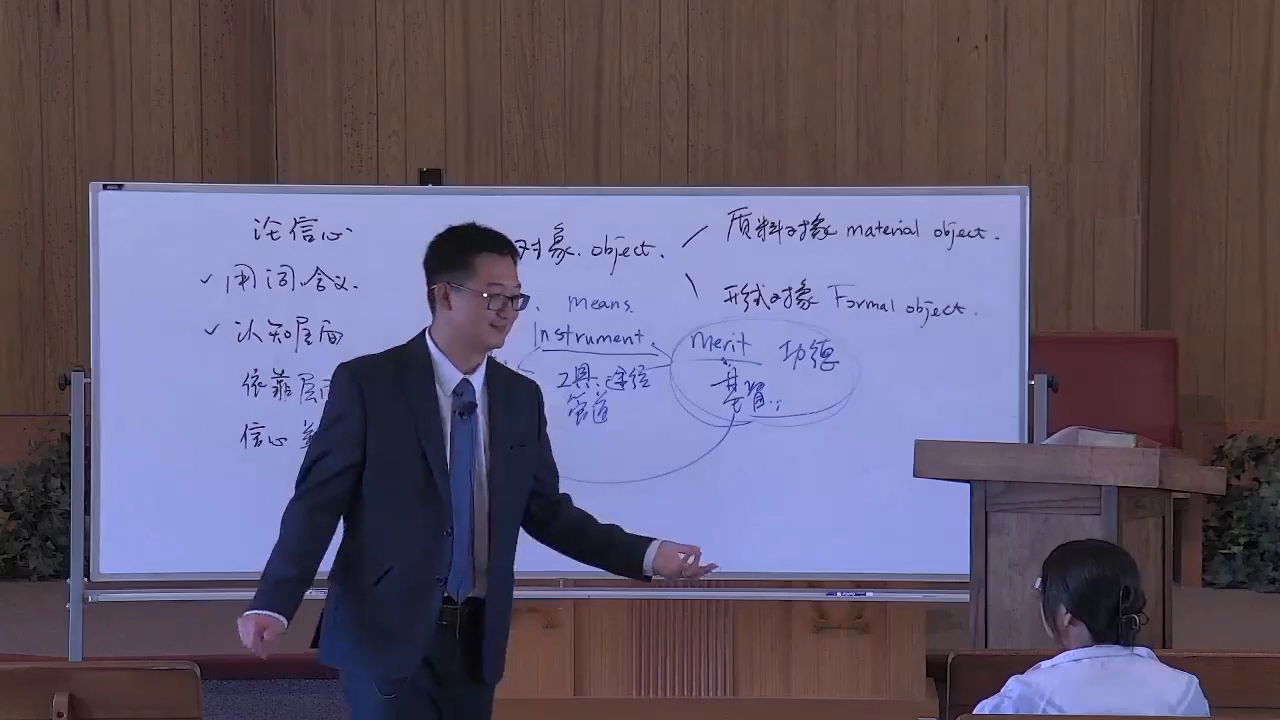 论信心
✓ 用词含义.
✓ 认知层面
依靠层面
信心
对象. object.
质料对象 material object.
形式对象 Formal object.
means.
Instrument.
工具. 途径
管道
merit 功德
基督